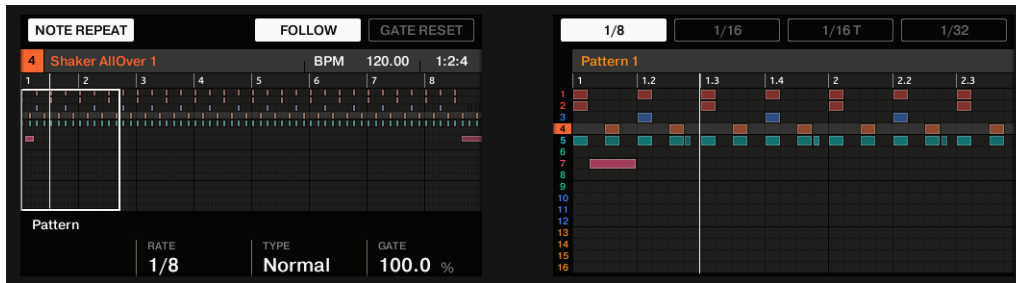 NOTE REPEAT FOLLOW GATE RESET
4 Shaker AllOver 1 BPM 120.00 1:2:4
1 2 3 4 5 6 7 8
Pattern
RATE TYPE GATE
1/8 Normal 100.0 %
1/8 1/16 1/16 T 1/32
Pattern 1
1 1.2 1.3 1.4 2 2.2 2.3
1
2
3
4
5
6
7
8
9
10
11
12
13
14
15
16